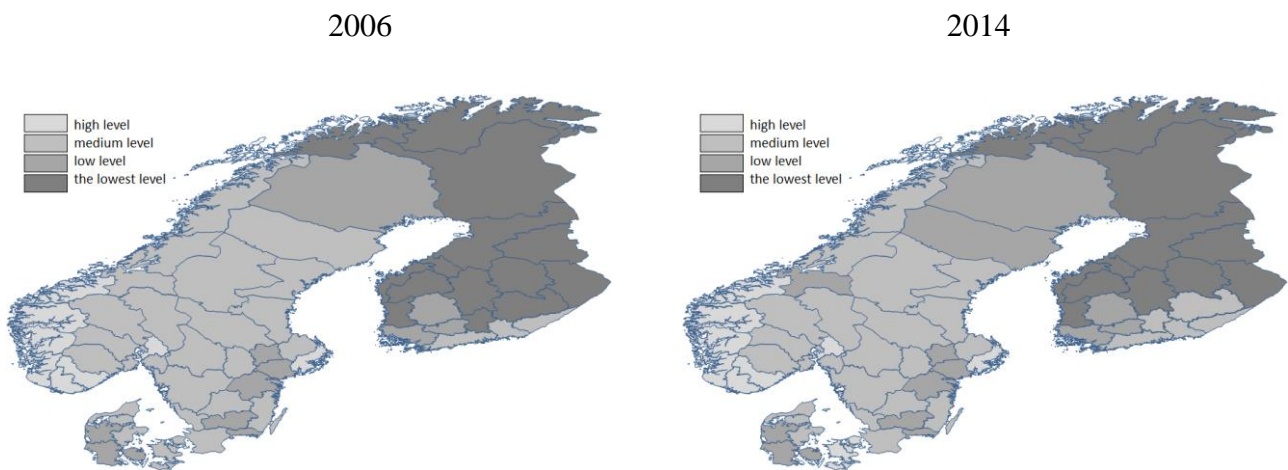 2006
2014
high level
medium level
low level
the lowest level
high level
medium level
low level
the lowest level